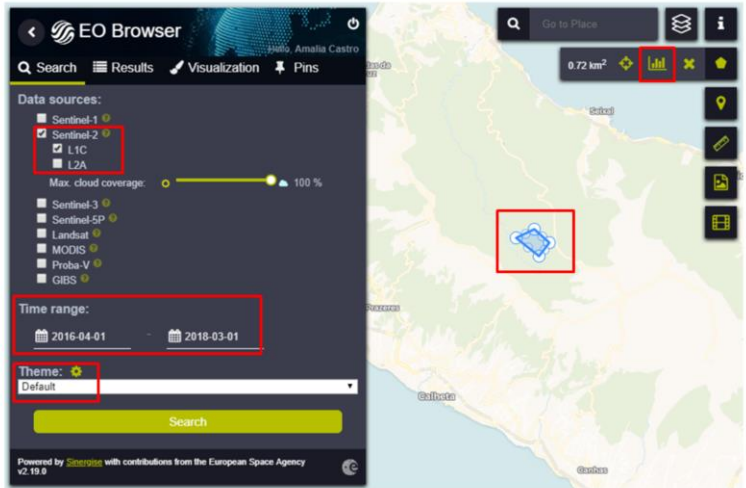 EO Browser
Hello, Amalia Castro
Search Results Visualization Pins
Data sources:
Sentinel-1
Sentinel-2
L1C
L2A
Max. cloud coverage: 100 %
Sentinel-3
Sentinel-5P
Landsat
MODIS
Proba-V
GIBS
Time range:
2016-04-01 - 2018-03-01
Theme:
Default
Search
Powered by Sinergise with contributions from the European Space Agency
v2.19.0
Go to Place
0.72 km²
Seixal
Prazeres
Calheta
Canhas